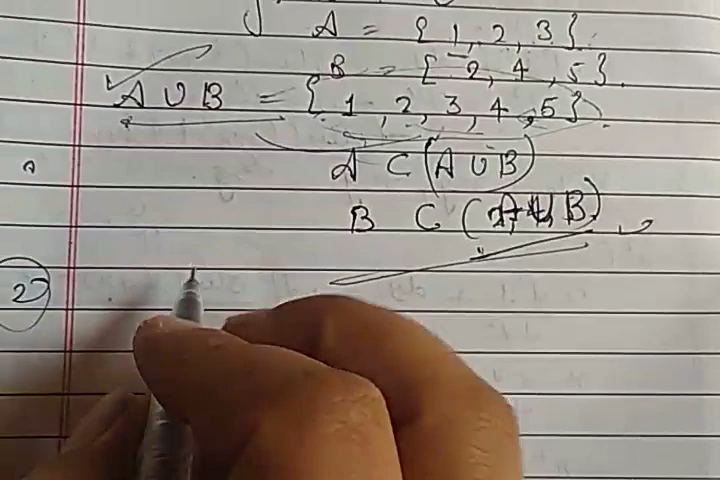 A = {1, 2, 3}.
B = {2, 4, 5}.
A ∪ B = {1, 2, 3, 4, 5}.
A ⊂ (A ∪ B)
B ⊂ (A ∪ B)
2)